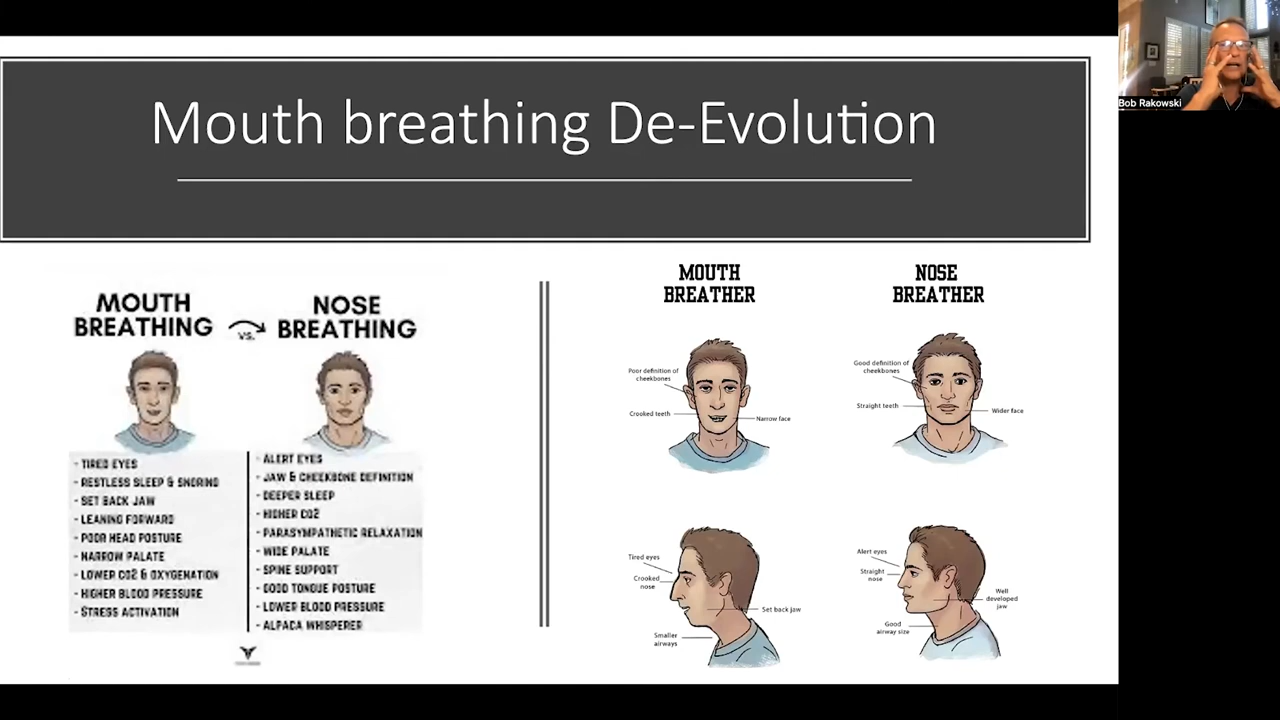 Mouth breathing De-Evolution
Bob Rakowski
MOUTH
BREATHING
VS.
NOSE
BREATHING
- TIRED EYES
- RESTLESS SLEEP & SNORING
- SET BACK JAW
- LEANING FORWARD
- POOR HEAD POSTURE
- NARROW PALATE
- LOWER CO2 & OXYGENATION
- HIGHER BLOOD PRESSURE
- STRESS ACTIVATION
- ALERT EYES
- JAW & CHEEKBONE DEFINITION
- DEEPER SLEEP
- HIGHER CO2
- PARASYMPATHETIC RELAXATION
- WIDE PALATE
- SPINE SUPPORT
- GOOD TONGUE POSTURE
- LOWER BLOOD PRESSURE
- ALPACA WHISPERER
MOUTH
BREATHER
Poor definition of
cheekbones
Crooked teeth
Narrow face
Tired eyes
Crooked
nose
Set back jaw
Smaller
airways
NOSE
BREATHER
Good definition of
cheekbones
Straight teeth
Wider face
Alert eyes
Straight
nose
Well
developed
jaw
Good
airway size